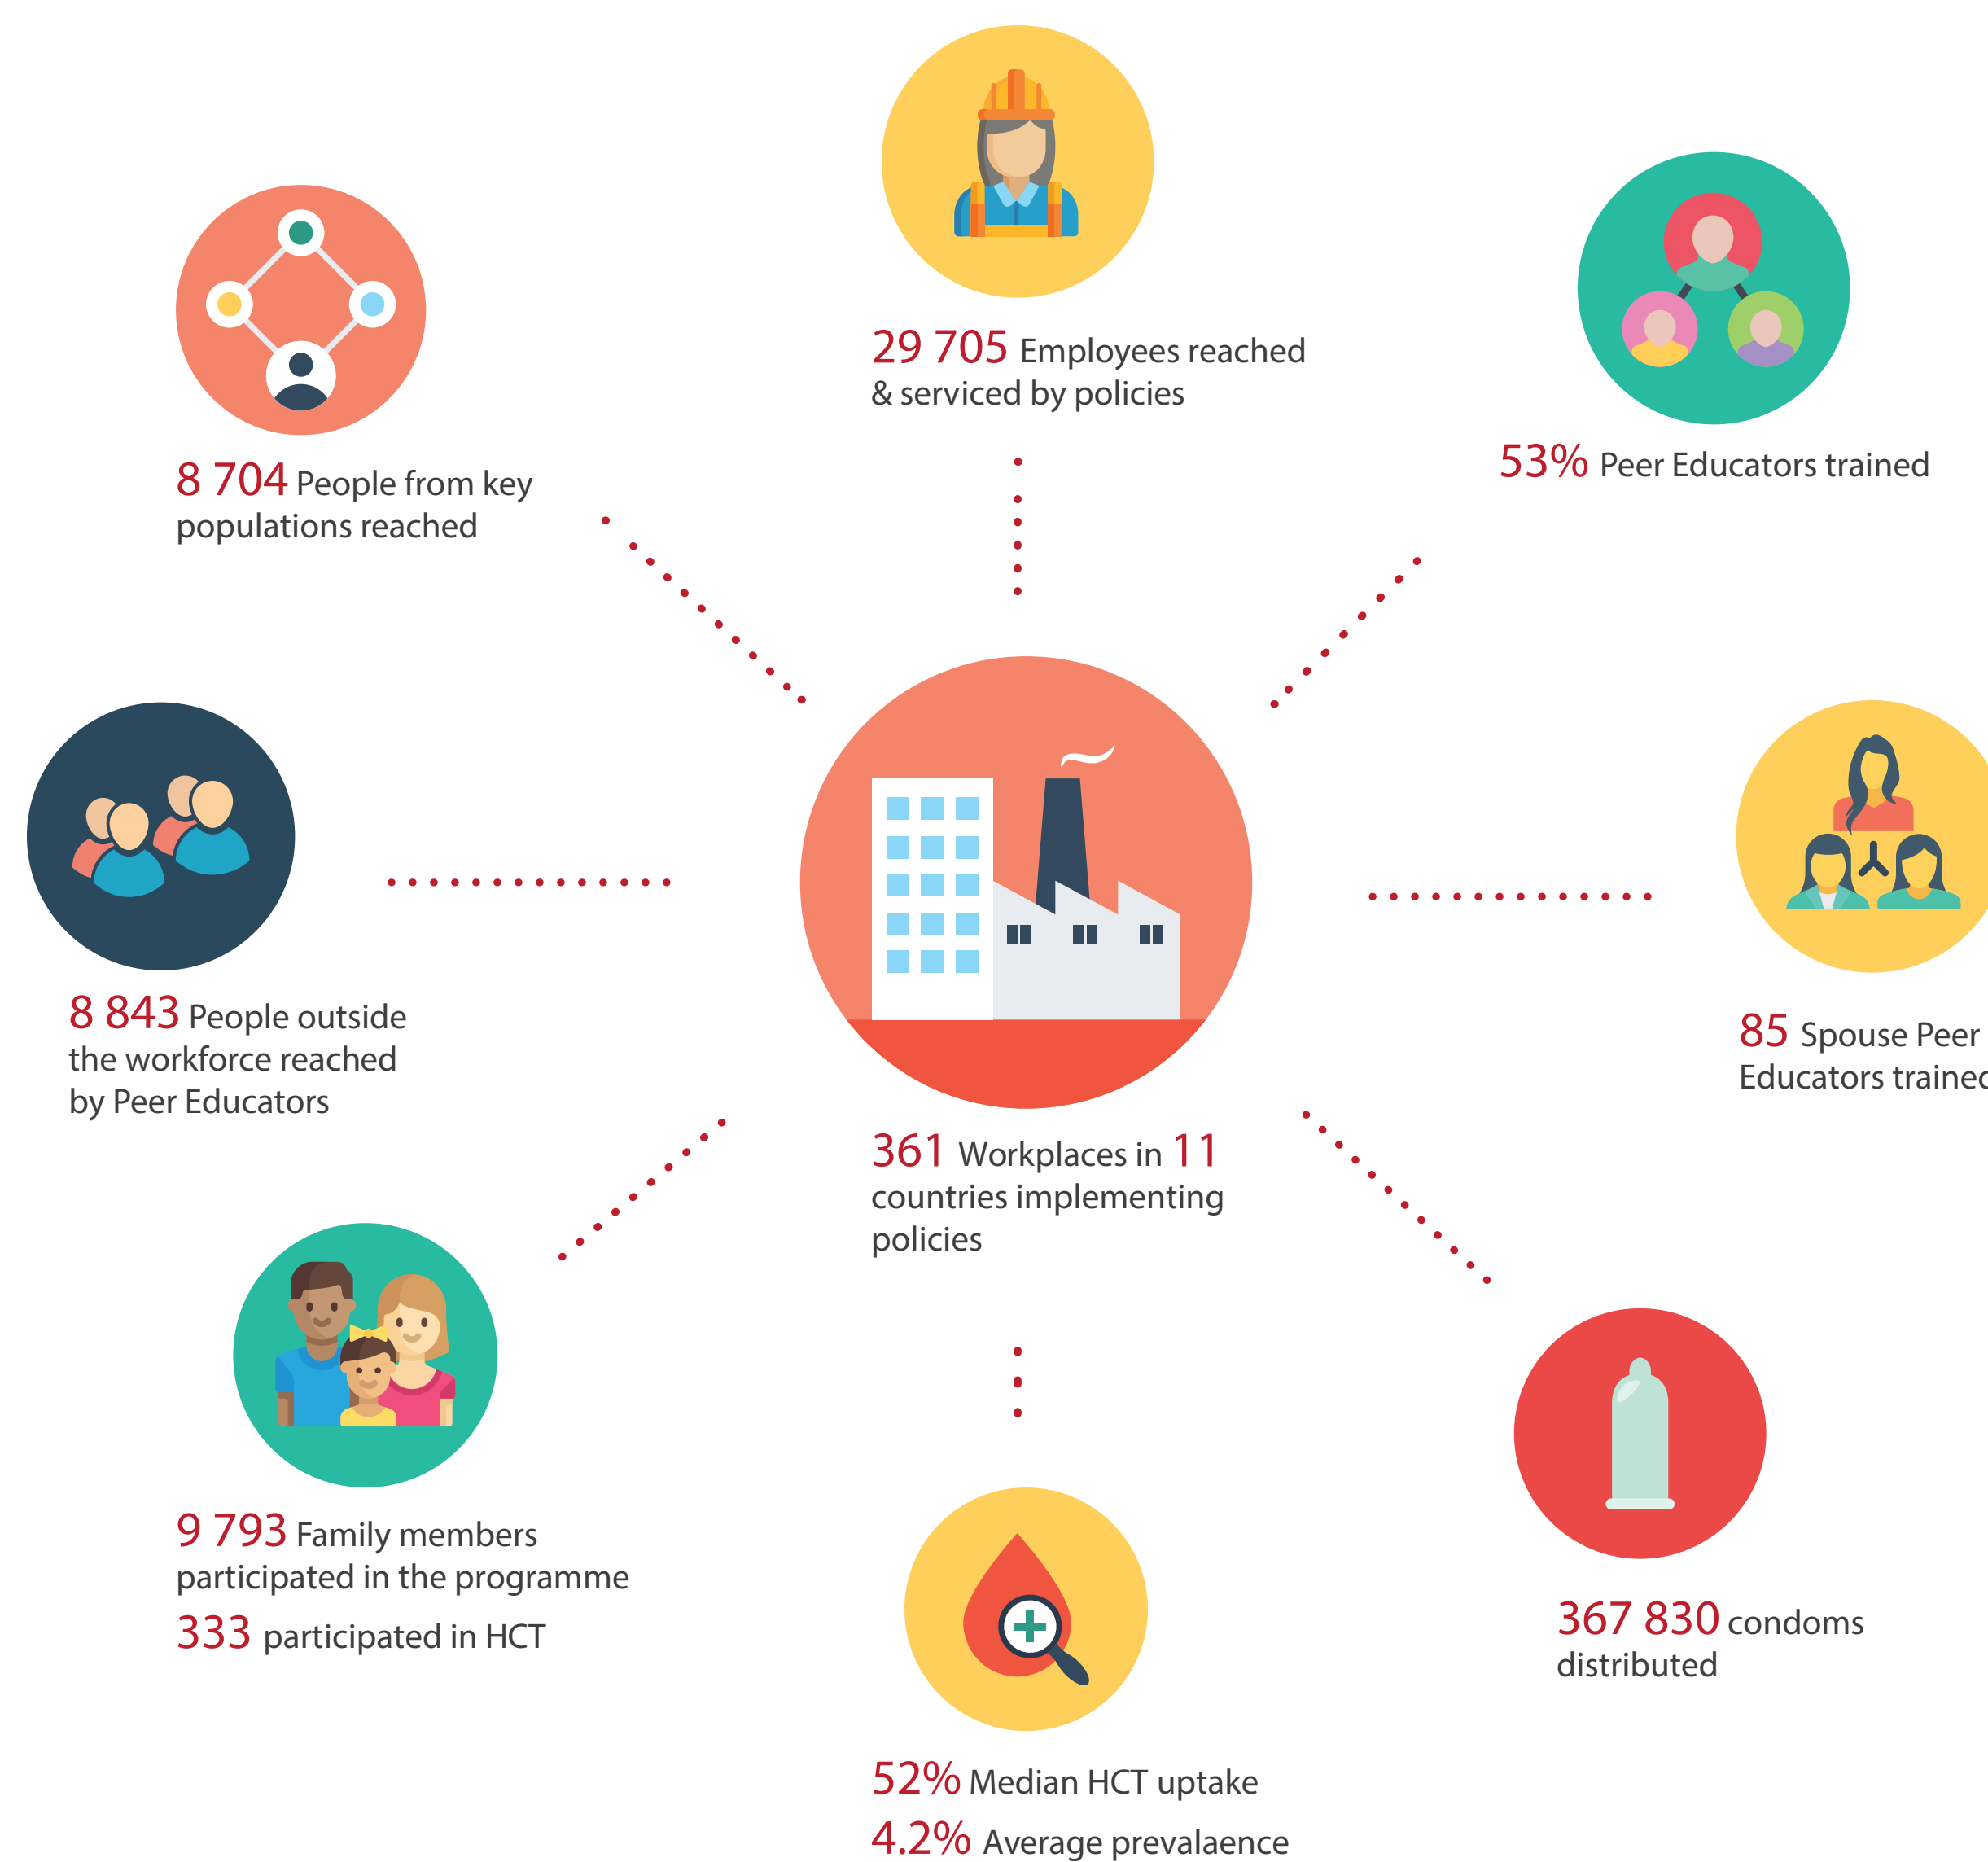 29 705 Employees reached
& serviced by policies
8 704 People from key
populations reached
53% Peer Educators trained
8 843 People outside
the workforce reached
by Peer Educators
85 Spouse Peer
Educators trained
361 Workplaces in 11
countries implementing
policies
9 793 Family members
participated in the programme
333 participated in HCT
367 830 condoms
distributed
52% Median HCT uptake
4.2% Average prevalaence